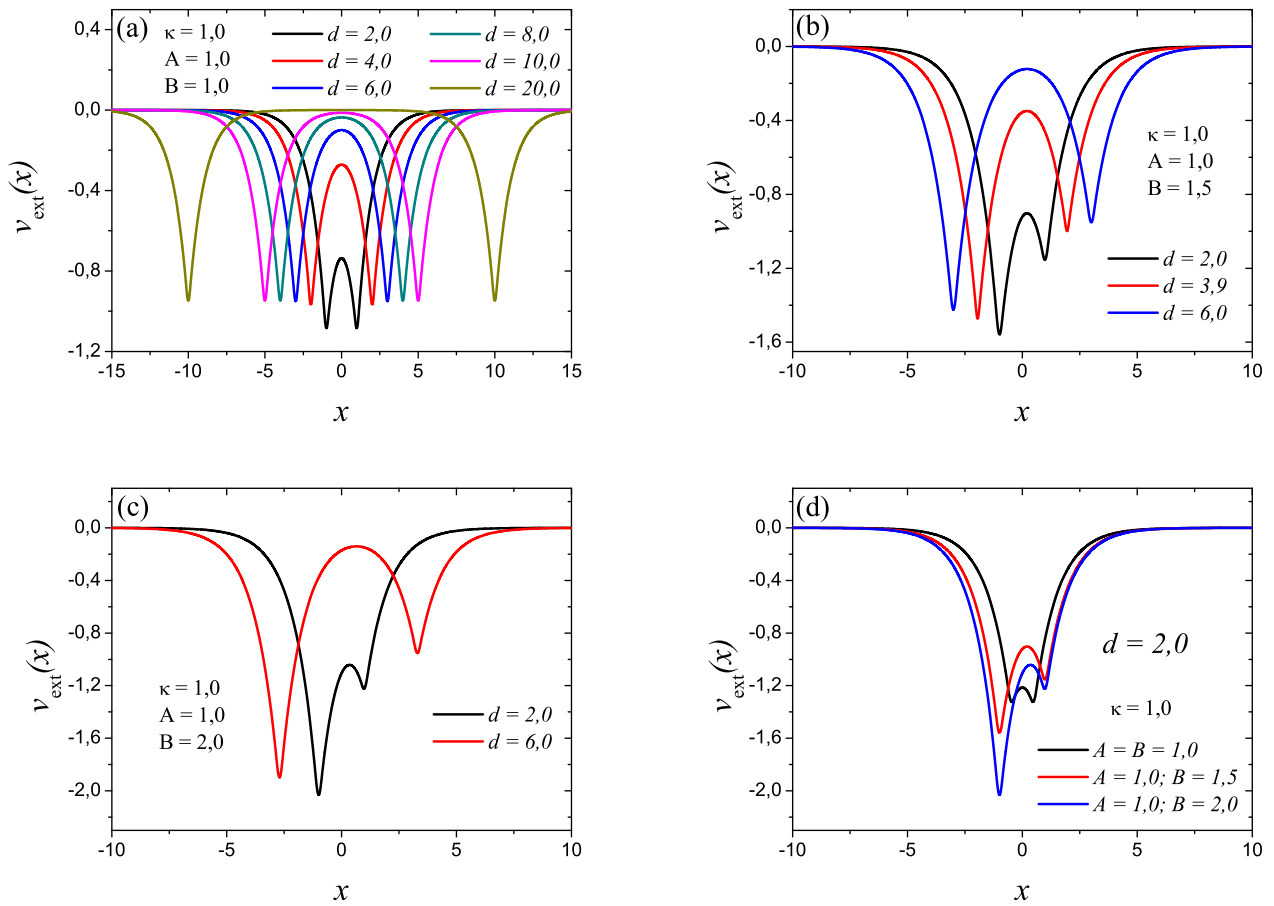 (a)
κ = 1,0
A = 1,0
B = 1,0
d = 2,0
d = 4,0
d = 6,0
d = 8,0
d = 10,0
d = 20,0
0,4
0,0
-0,4
-0,8
-1,2
-15
-10
-5
0
5
10
15
v_ext(x)
x
(b)
0,0
-0,4
-0,8
-1,2
-1,6
-10
-5
0
5
10
κ = 1,0
A = 1,0
B = 1,5
d = 2,0
d = 3,9
d = 6,0
v_ext(x)
x
(c)
0,0
-0,4
-0,8
-1,2
-1,6
-2,0
-10
-5
0
5
10
κ = 1,0
A = 1,0
B = 2,0
d = 2,0
d = 6,0
v_ext(x)
x
(d)
0,0
-0,4
-0,8
-1,2
-1,6
-2,0
-10
-5
0
5
10
d = 2,0
κ = 1,0
A = B = 1,0
A = 1,0; B = 1,5
A = 1,0; B = 2,0
v_ext(x)
x